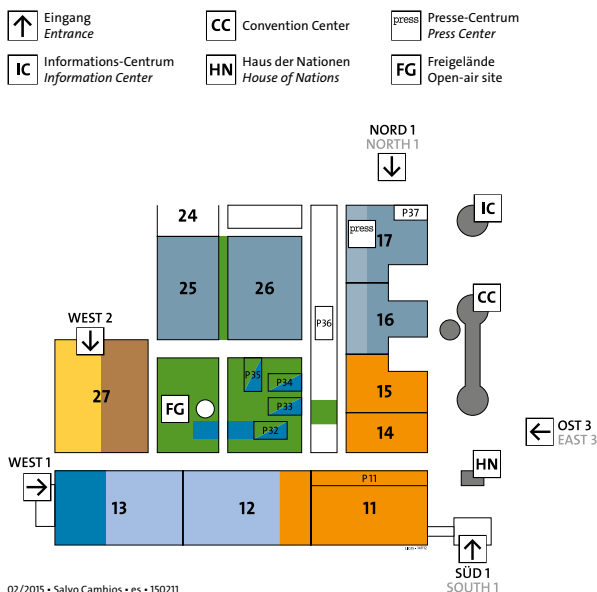 Eingang
Entrance
CC Convention Center
press Presse-Centrum
Press Center
IC Informations-Centrum
Information Center
HN Haus der Nationen
House of Nations
FG Freigelände
Open-air site
NORD 1
NORTH 1
24
P37
IC
press 17
25
26
CC
P36
16
WEST 2
P35
P34
27
15
FG
P33
P32
14
OST 3
EAST 3
WEST 1
HN
P 11
13
12
11
SÜD 1
SOUTH 1
02/2015 • Salvo Cambios • es • 150211